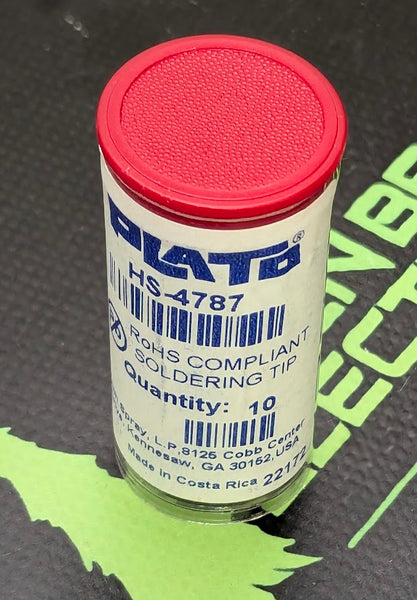 PLATO®
HS-4787
RoHS COMPLIANT
SOLDERING TIP
Quantity: 10
Spray, L.P,8125 Cobb Center
Kennesaw, GA 30152,USA
Made in Costa Rica 22172